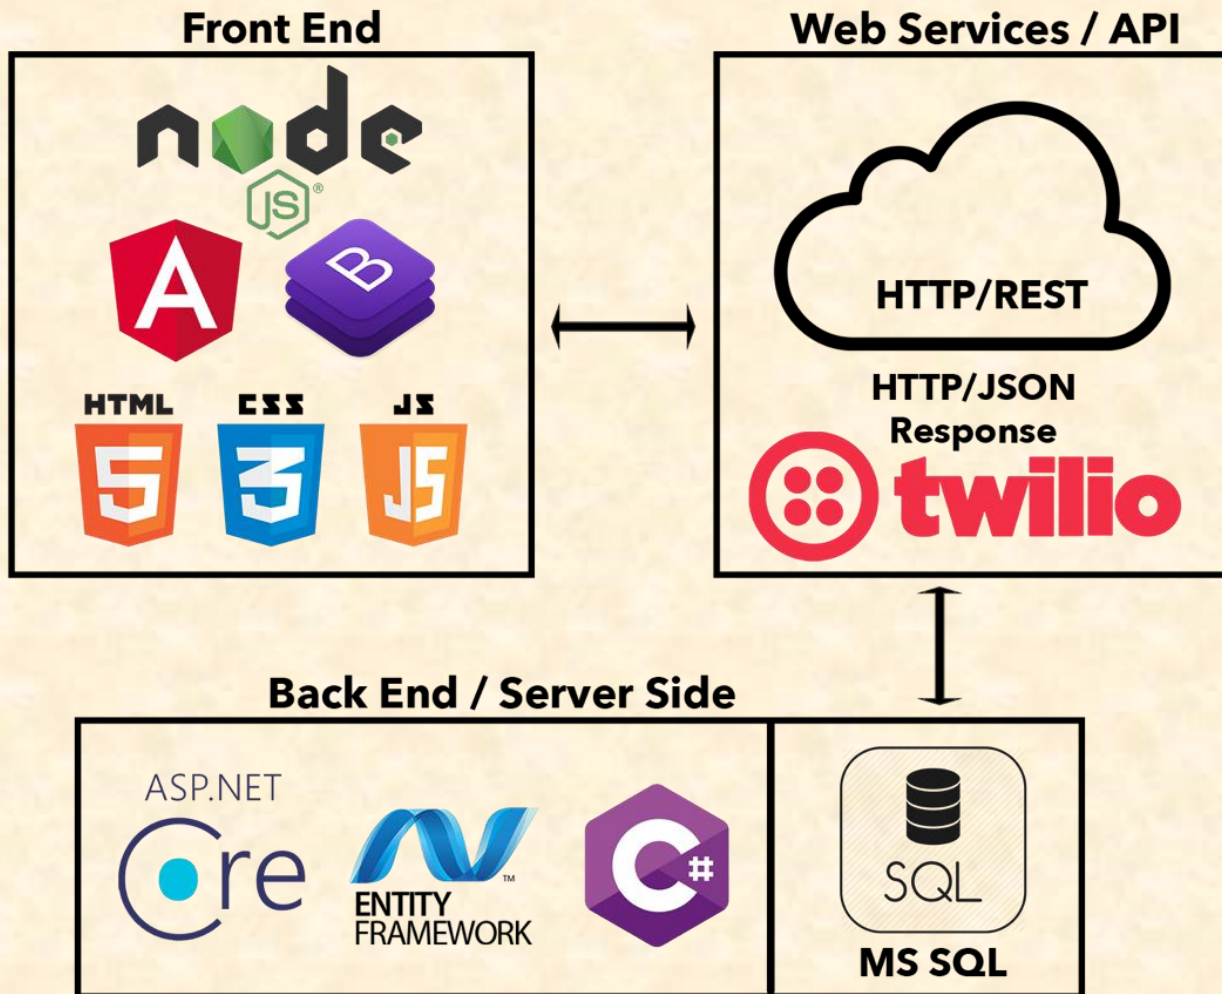 Front End
node
JS®
A
B
HTML
5
CSS
3
JS
JS
Web Services / API
HTTP/REST
HTTP/JSON
Response
twilio
Back End / Server Side
ASP.NET
Core
TM
ENTITY
FRAMEWORK
C#
SQL
MS SQL